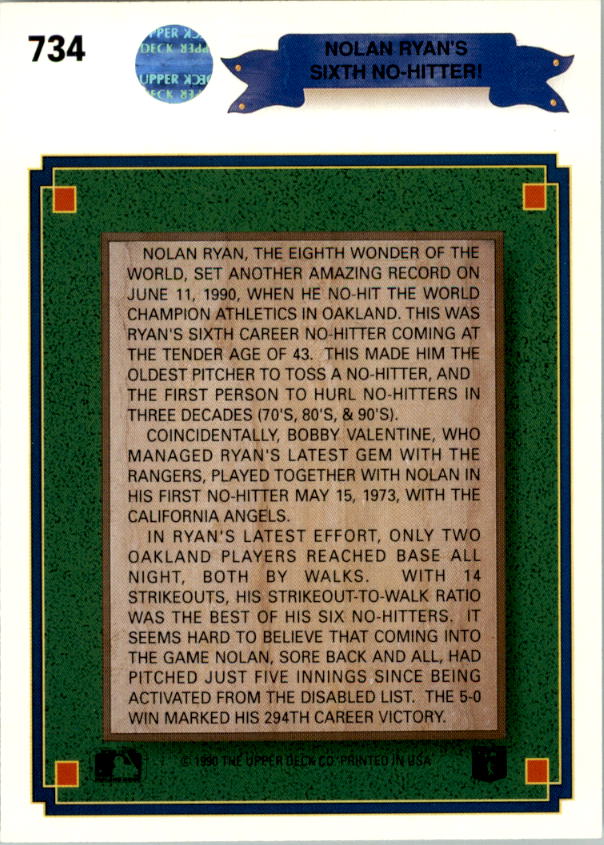 734
UPPER DECK
DECK
UPPER DECK
DECK UPPER
NOLAN RYAN'S
SIXTH NO-HITTER!
NOLAN RYAN, THE EIGHTH WONDER OF THE
WORLD, SET ANOTHER AMAZING RECORD ON
JUNE 11, 1990, WHEN HE NO-HIT THE WORLD
CHAMPION ATHLETICS IN OAKLAND. THIS WAS
RYAN'S SIXTH CAREER NO-HITTER COMING AT
THE TENDER AGE OF 43. THIS MADE HIM THE
OLDEST PITCHER TO TOSS A NO-HITTER, AND
THE FIRST PERSON TO HURL NO-HITTERS IN
THREE DECADES (70'S, 80'S, & 90'S).
COINCIDENTALLY, BOBBY VALENTINE, WHO
MANAGED RYAN'S LATEST GEM WITH THE
RANGERS, PLAYED TOGETHER WITH NOLAN IN
HIS FIRST NO-HITTER MAY 15, 1973, WITH THE
CALIFORNIA ANGELS.
IN RYAN'S LATEST EFFORT, ONLY TWO
OAKLAND PLAYERS REACHED BASE ALL
NIGHT, BOTH BY WALKS. WITH 14
STRIKEOUTS, HIS STRIKEOUT-TO-WALK RATIO
WAS THE BEST OF HIS SIX NO-HITTERS. IT
SEEMS HARD TO BELIEVE THAT COMING INTO
THE GAME NOLAN, SORE BACK AND ALL, HAD
PITCHED JUST FIVE INNINGS SINCE BEING
ACTIVATED FROM THE DISABLED LIST. THE 5-0
WIN MARKED HIS 294TH CAREER VICTORY.
© 1990 THE UPPER DECK CO. PRINTED IN USA